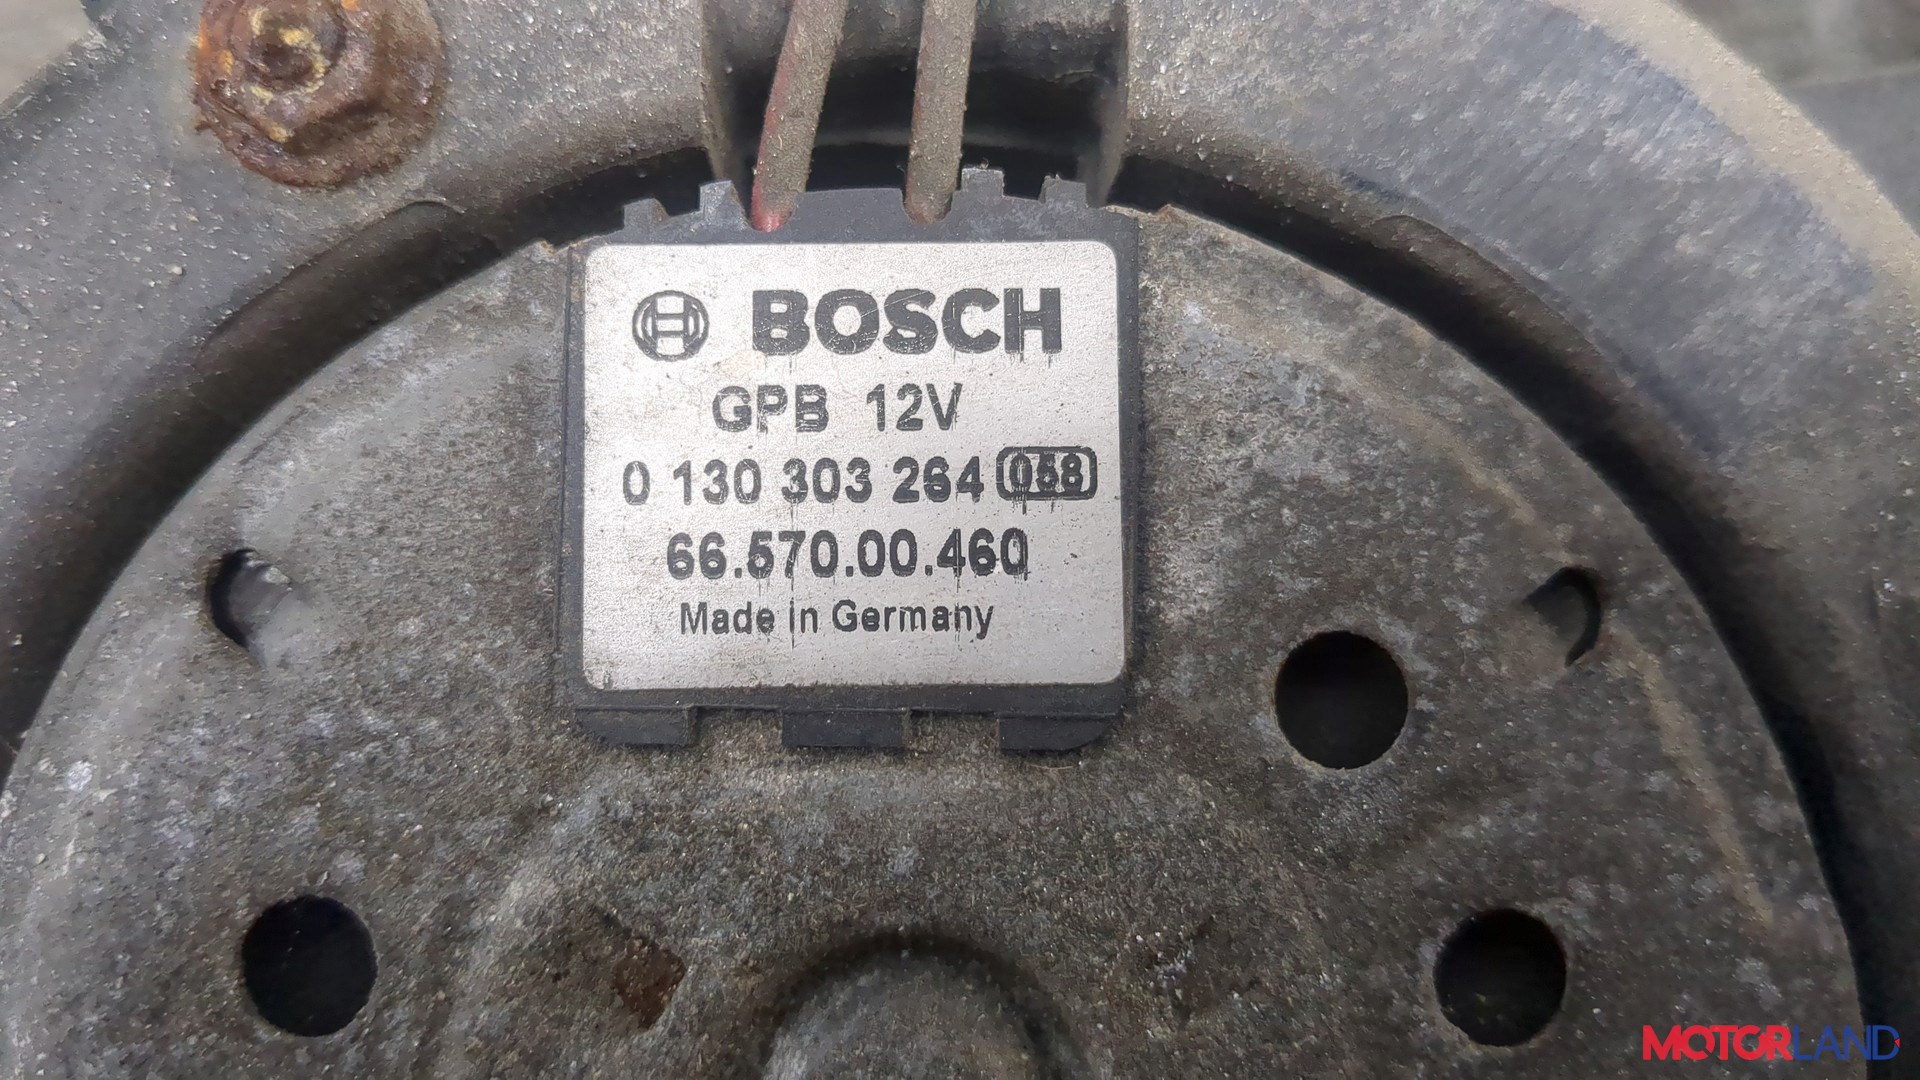 BOSCH
GPB 12V
0 130 303 264 058
66.570.00.460
Made in Germany
MOTORLAND